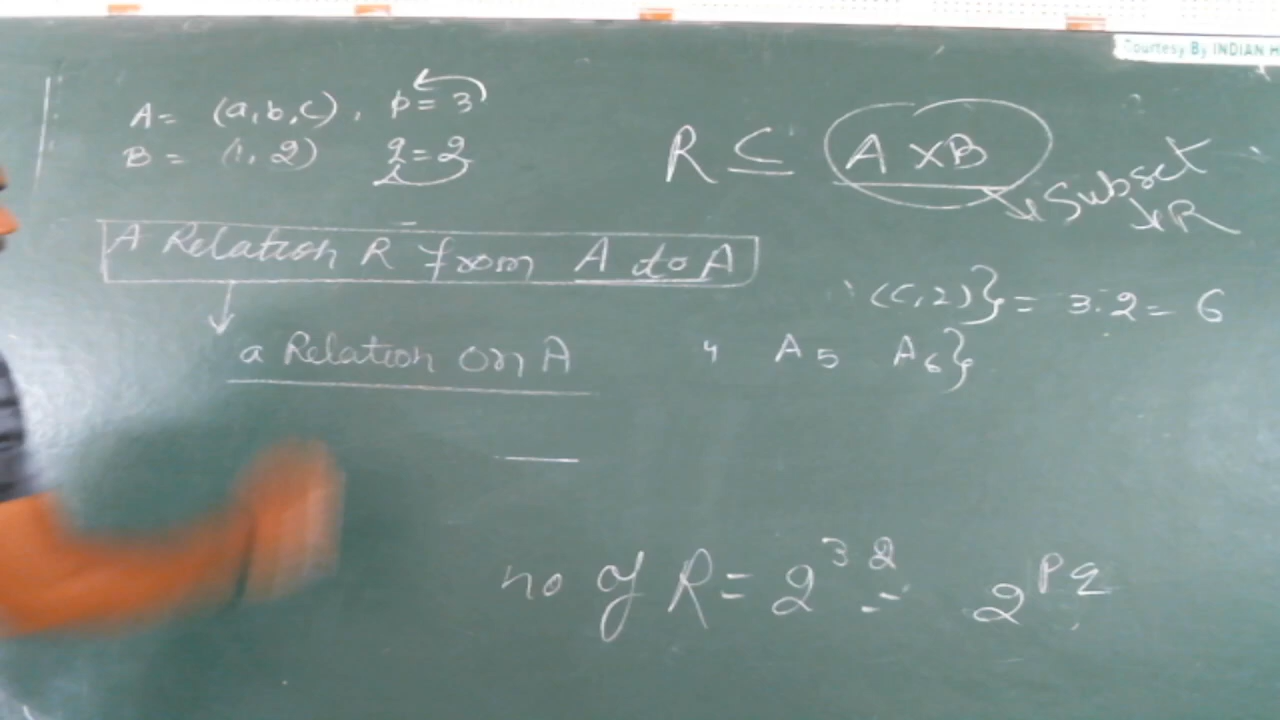 Courtesy By INDIAN H
A = (a, b, c), p = 3
B = (1, 2) q = 2
R ⊆ A × B
Subset
R
A Relation R from A to A
(c, 2)} = 3.2 = 6
a Relation on A
4 A5 A6}
no of R = 2^3 2 = 2^pq